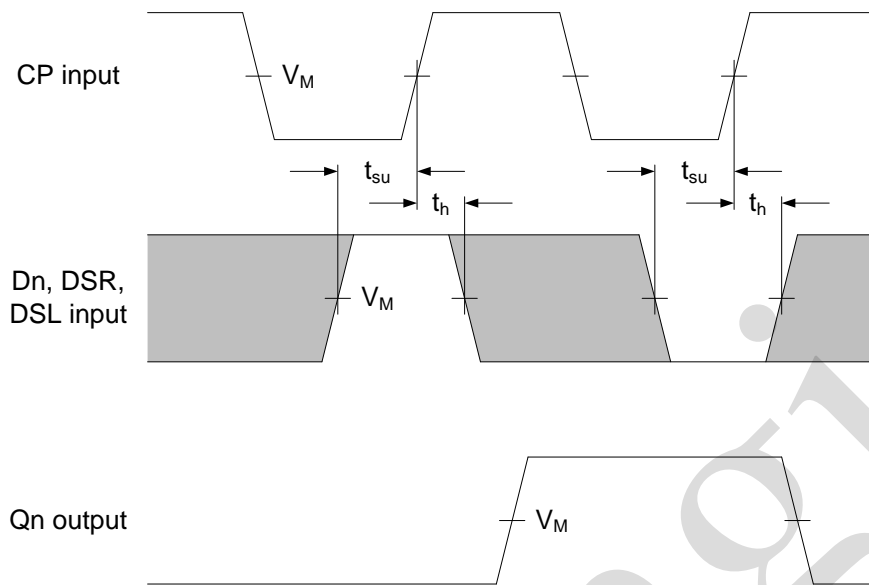 CP input
V_M
t_su
t_su
t_h
t_h
Dn, DSR,
DSL input
V_M
Qn output
V_M